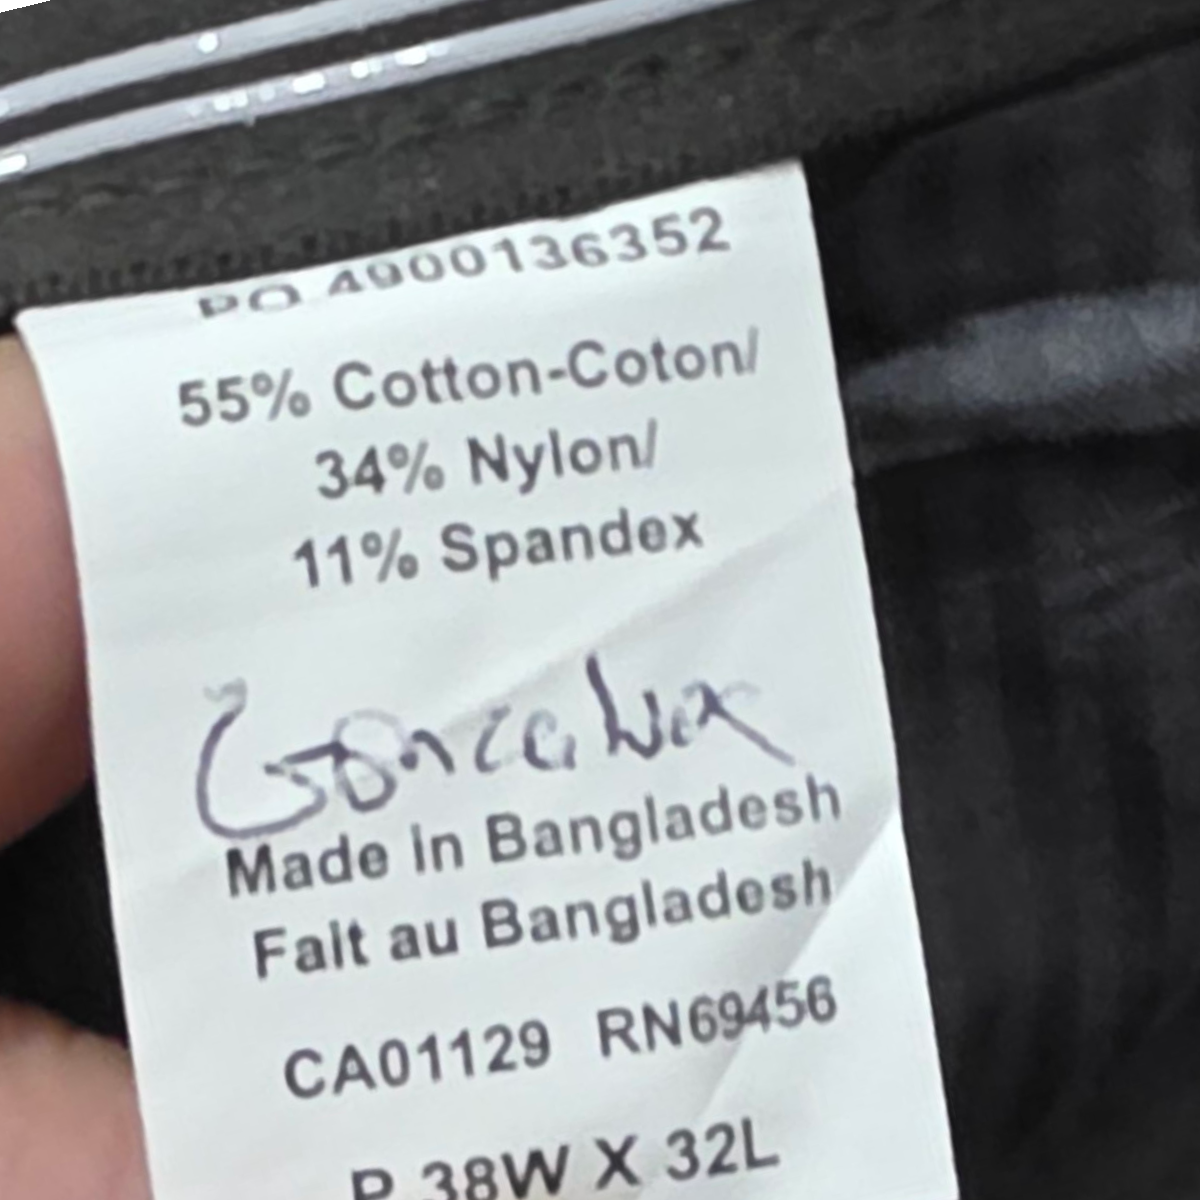 PO 4900136352
55% Cotton-Coton/
34% Nylon/
11% Spandex
Made in Bangladesh
Fait au Bangladesh
CA01129 RN69456
P 38W X 32L